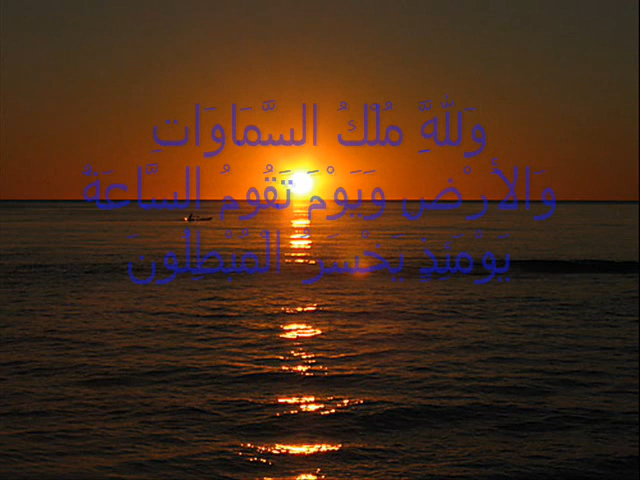 وَلِلَّهِ مُلْكُ السَّمَاوَاتِ
وَالأَرْضِ وَيَوْمَ تَقُومُ السَّاعَةُ
يَوْمَئِذٍ يَخْسَرُ الْمُبْطِلُونَ